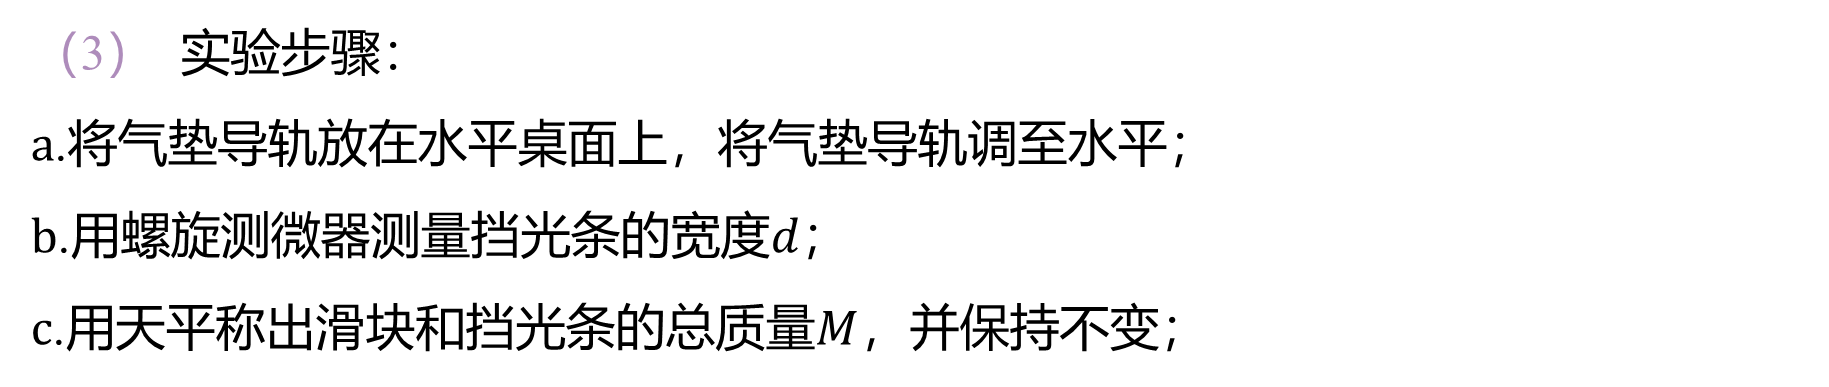 （3） 实验步骤：
a.将气垫导轨放在水平桌面上，将气垫导轨调至水平；
b.用螺旋测微器测量挡光条的宽度d；
c.用天平称出滑块和挡光条的总质量M，并保持不变；